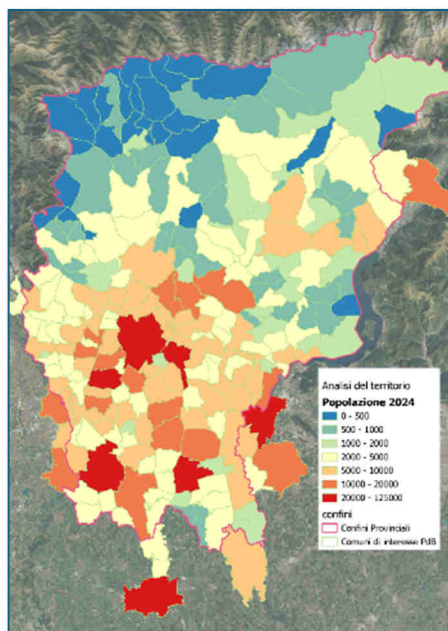 Analisi del territorio
Popolazione 2024
0 - 500
500 - 1000
1000 - 2000
2000 - 5000
5000 - 10000
10000 - 20000
20000 - 125000
confini
Confini Provinciali
Comuni di interesse PdB